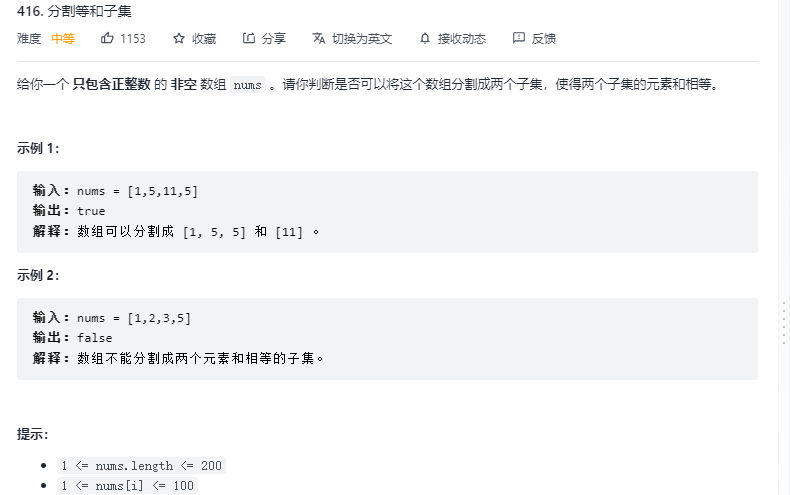 416. 分割等和子集
难度 中等 1153 收藏 分享 切换为英文 接收动态 反馈
给你一个 只包含正整数 的 非空 数组 nums 。请你判断是否可以将这个数组分割成两个子集，使得两个子集的元素和相等。
示例 1：
输入：nums = [1,5,11,5]
输出：true
解释：数组可以分割成 [1, 5, 5] 和 [11] 。
示例 2：
输入：nums = [1,2,3,5]
输出：false
解释：数组不能分割成两个元素和相等的子集。
提示：
1 <= nums.length <= 200
1 <= nums[i] <= 100